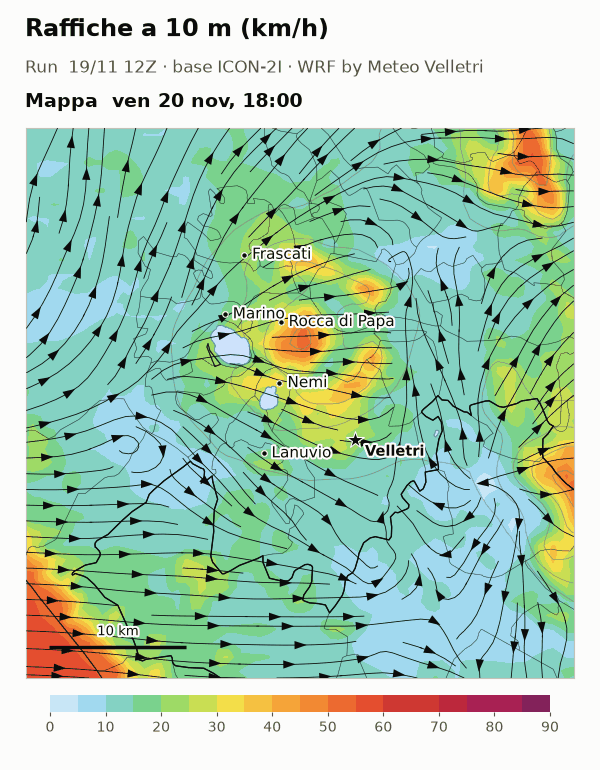 Raffiche a 10 m (km/h)
Run 19/11 12Z · base ICON-2I · WRF by Meteo Velletri
Mappa ven 20 nov, 18:00
Frascati
Marino
Rocca di Papa
Nemi
Velletri
Lanuvio
10 km
0 10 20 30 40 50 60 70 80 90